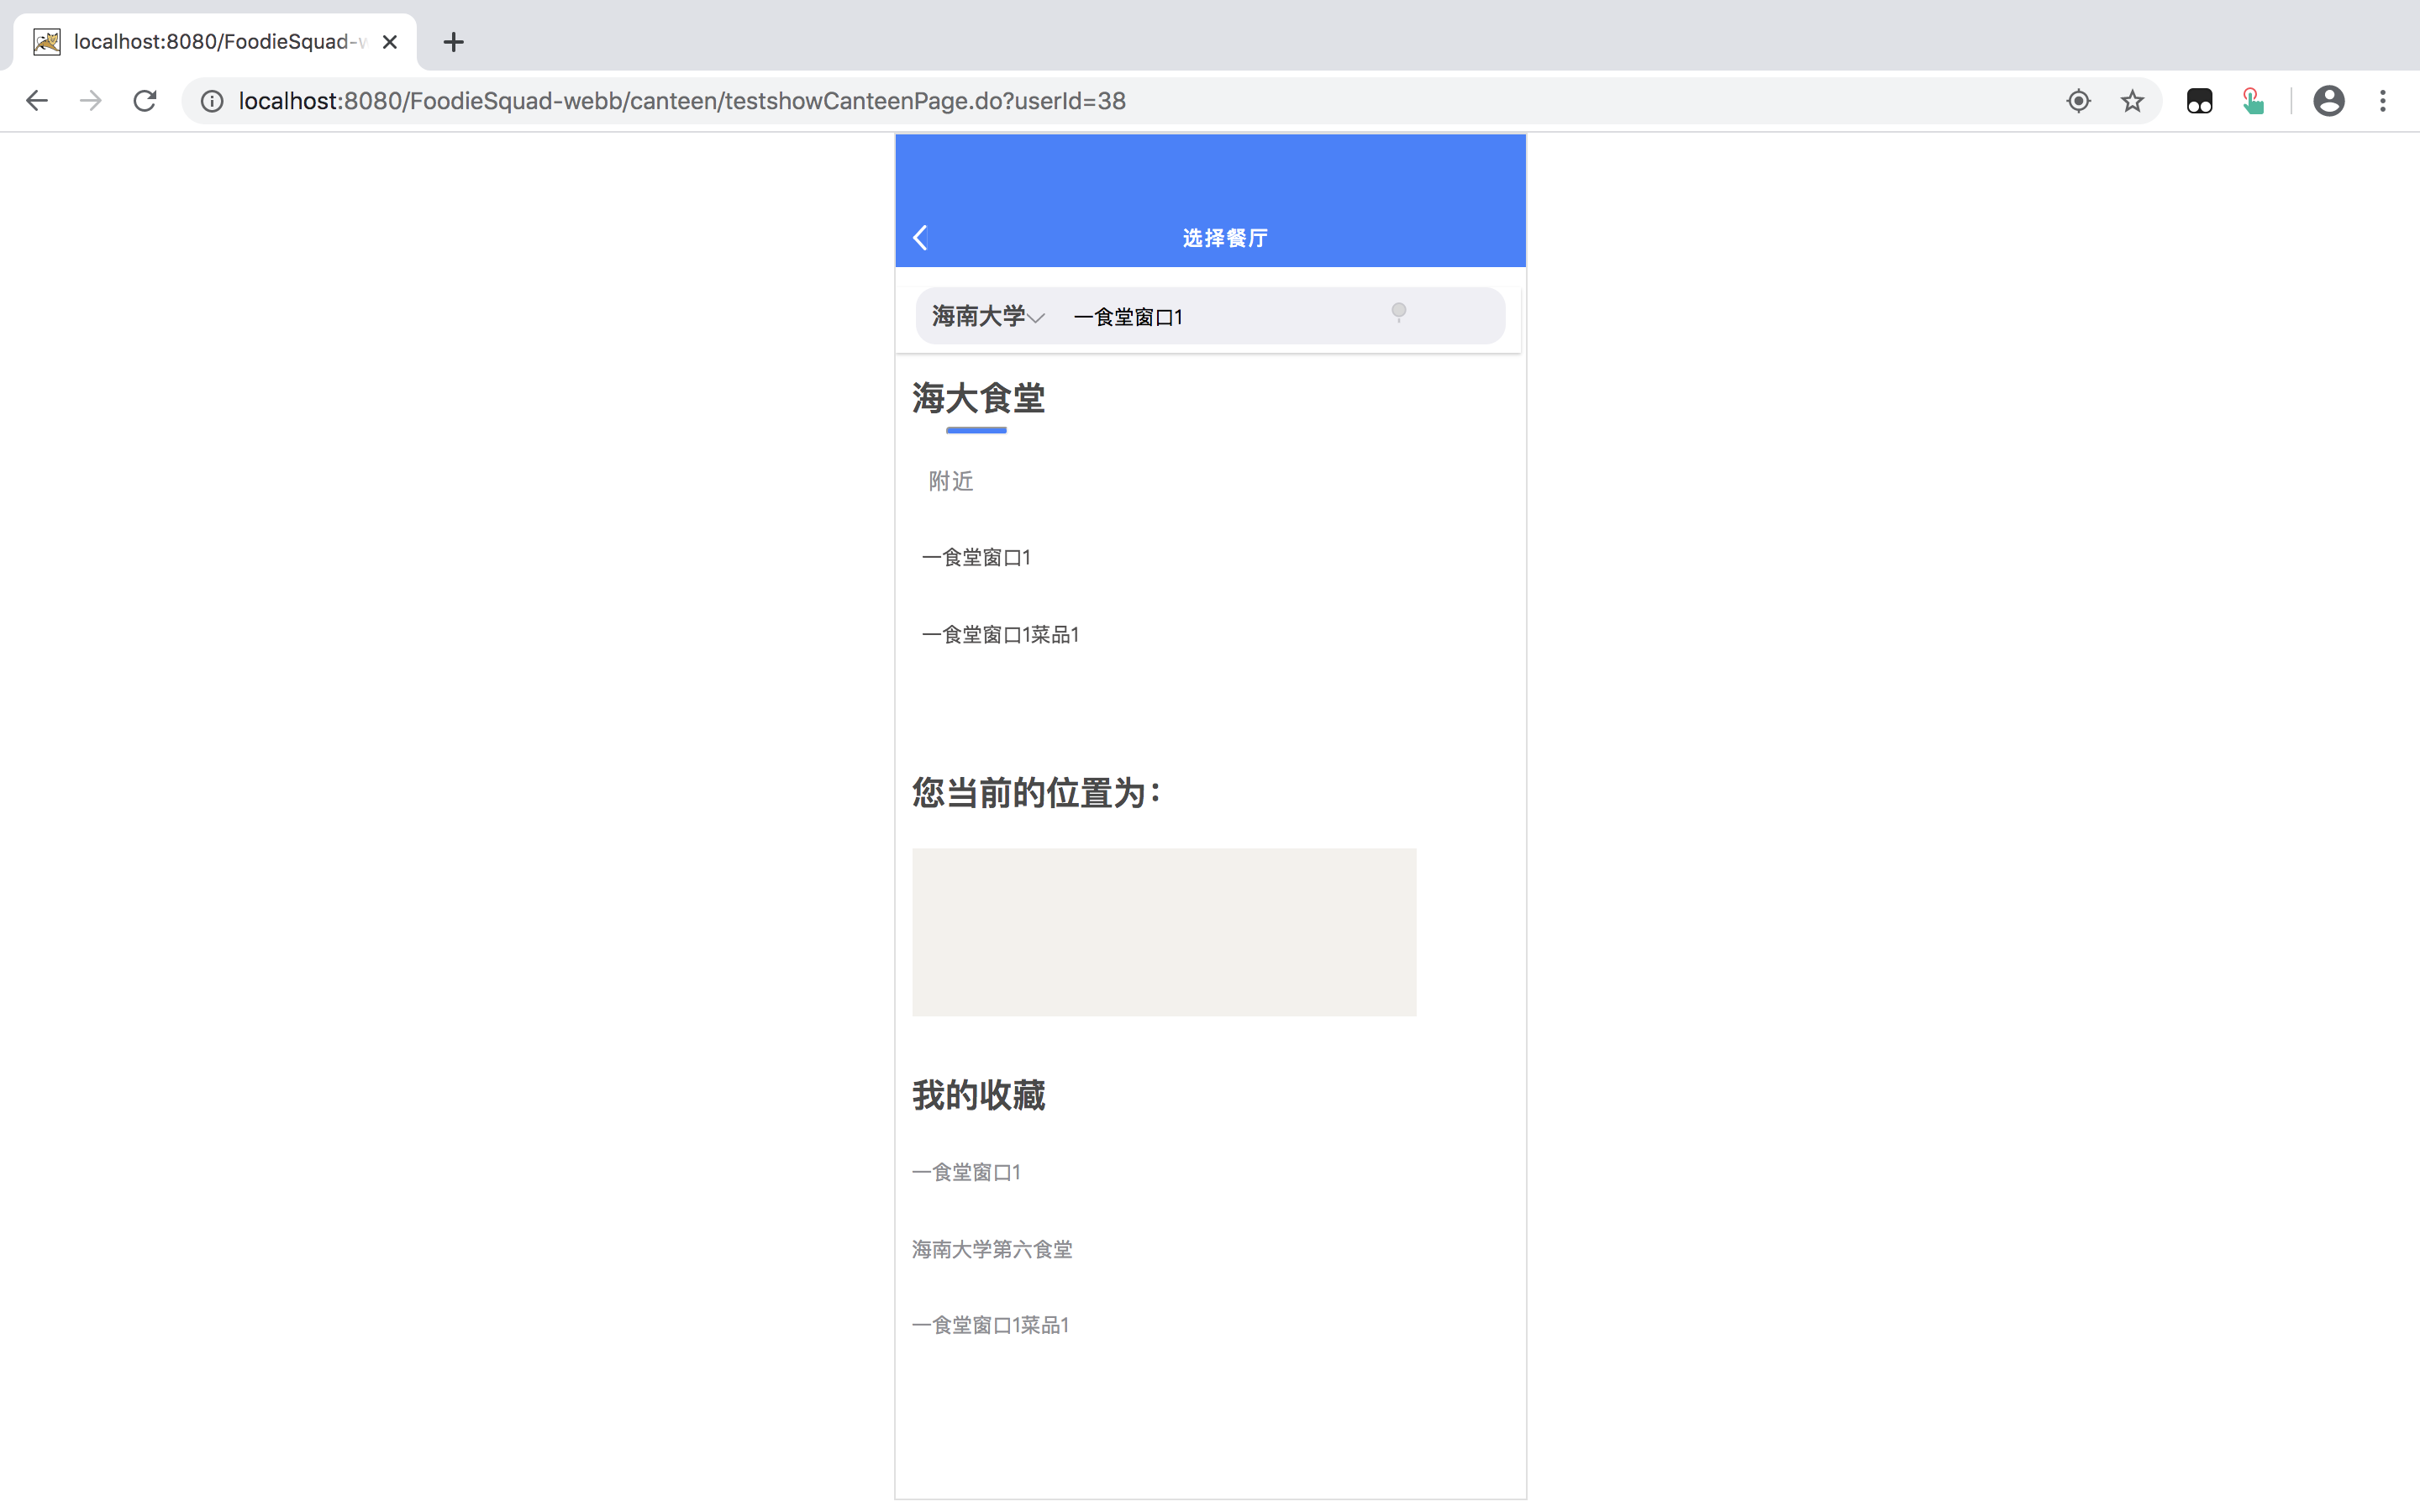 localhost:8080/FoodieSquad-w
localhost:8080/FoodieSquad-webb/canteen/testshowCanteenPage.do?userId=38
选择餐厅
海南大学 一食堂窗口1
海大食堂
附近
一食堂窗口1
一食堂窗口1菜品1
您当前的位置为：
我的收藏
一食堂窗口1
海南大学第六食堂
一食堂窗口1菜品1